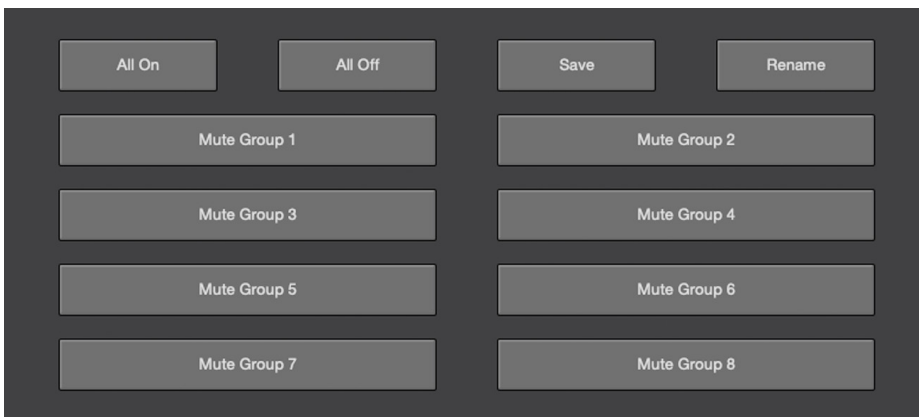 All On
All Off
Save
Rename
Mute Group 1
Mute Group 2
Mute Group 3
Mute Group 4
Mute Group 5
Mute Group 6
Mute Group 7
Mute Group 8